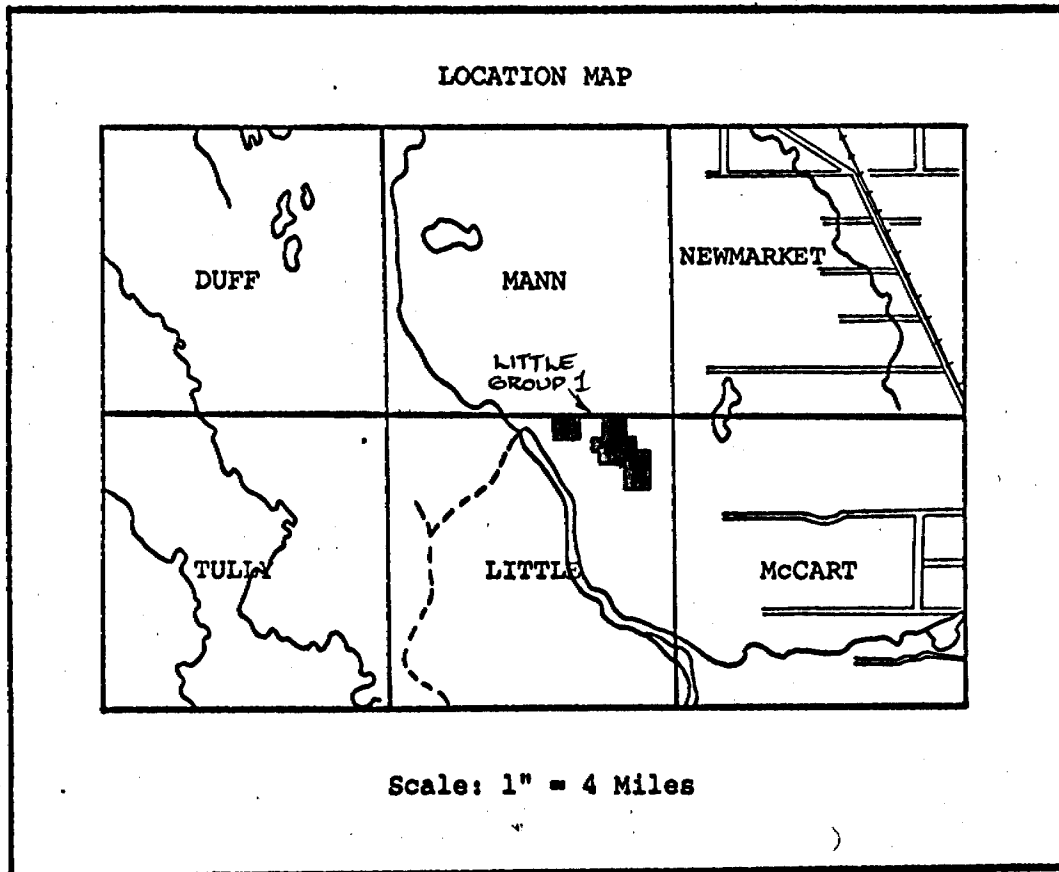 LOCATION MAP
DUFF
MANN
NEWMARKET
LITTLE
GROUP 1
TULLY
LITTLE
McCART
Scale: 1" = 4 Miles